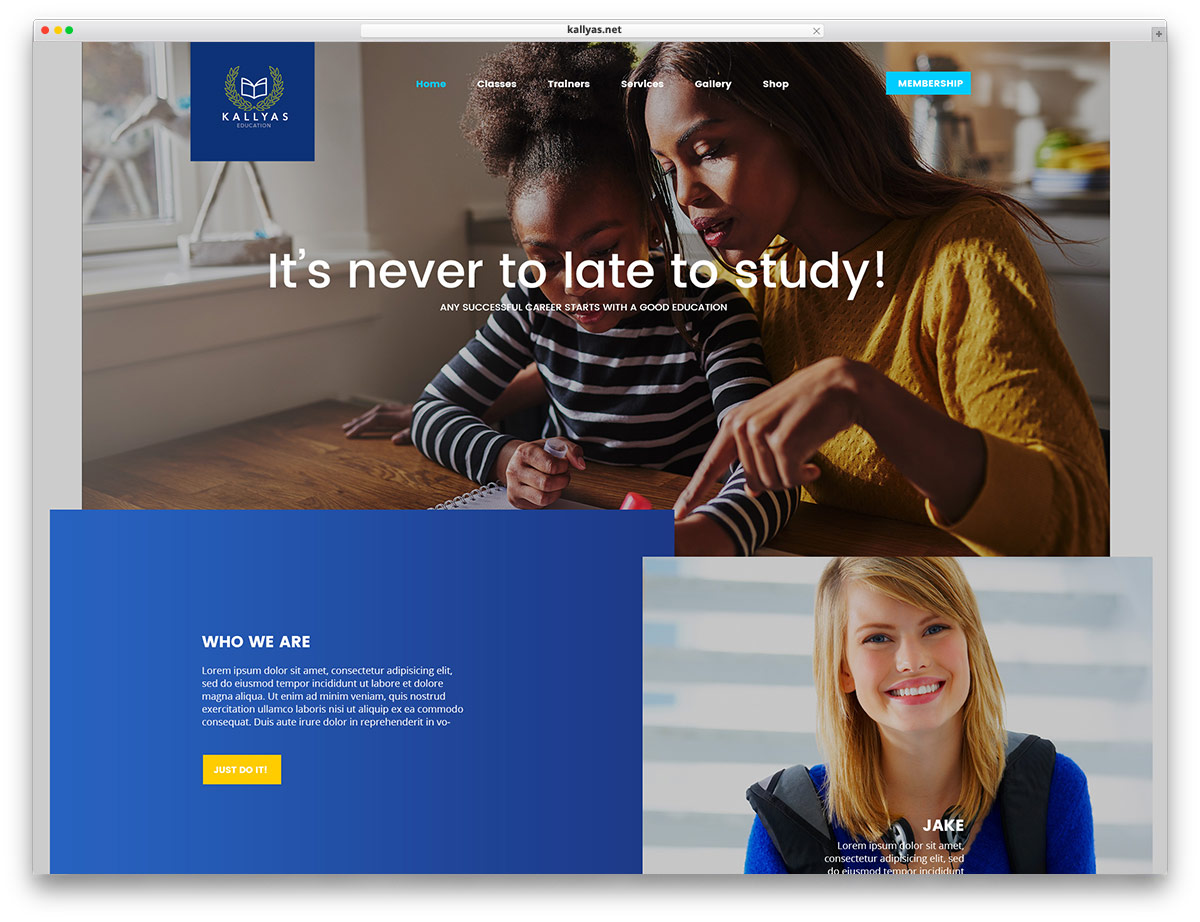 kallyas.net
KALLYAS
EDUCATION
Home Classes Trainers Services Gallery Shop
MEMBERSHIP
It's never to late to study!
ANY SUCCESSFUL CAREER STARTS WITH A GOOD EDUCATION
WHO WE ARE
Lorem ipsum dolor sit amet, consectetur adipisicing elit,
sed do eiusmod tempor incididunt ut labore et dolore
magna aliqua. Ut enim ad minim veniam, quis nostrud
exercitation ullamco laboris nisi ut aliquip ex ea commodo
consequat. Duis aute irure dolor in reprehenderit in vo-
JUST DO IT!
JAKE
Lorem ipsum dolor sit amet,
consectetur adipisicing elit, sed
do eiusmod tempor incididunt